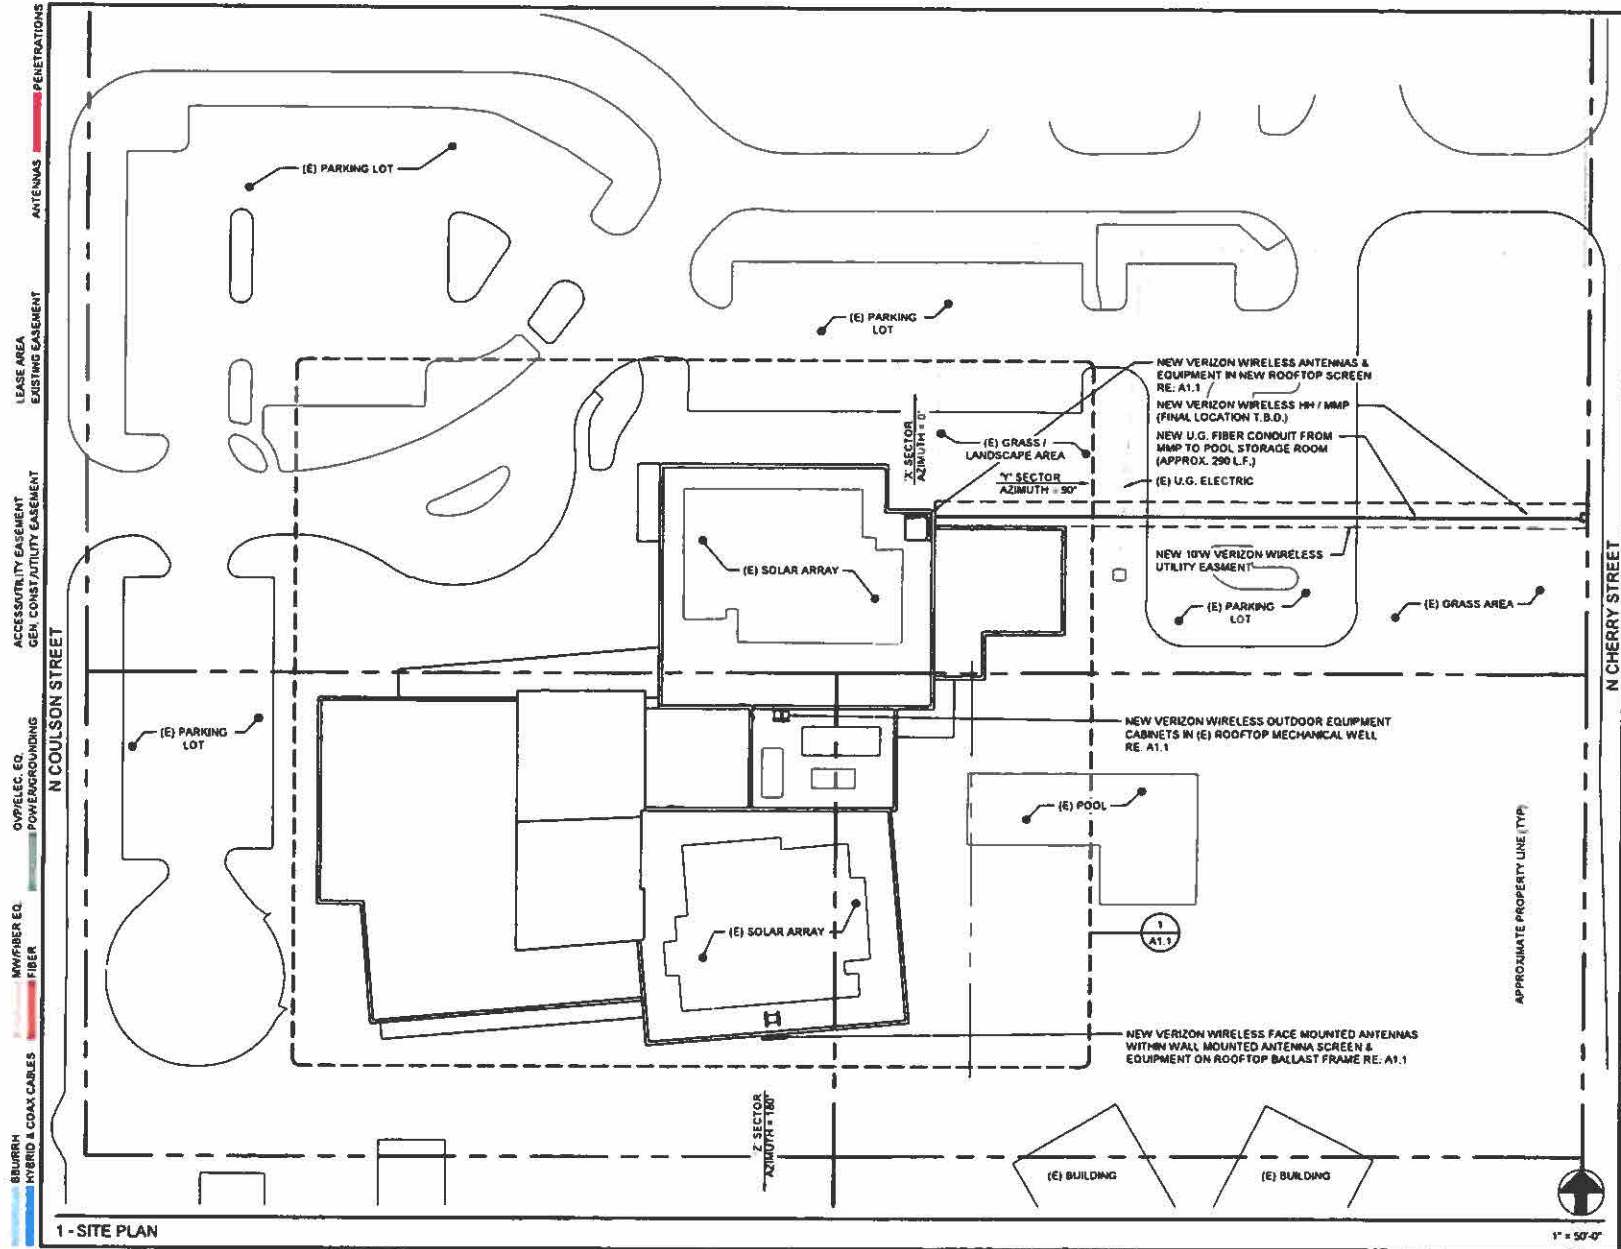 PENETRATIONS
ANTENNAS
LEASE AREA
EXISTING EASEMENT
ACCESS/UTILITY EASEMENT
GEN. CONST./UTILITY EASEMENT
OVP/ELEC. EQ.
POWER/GROUNDING
MW/FIBER EQ.
FIBER
BBU/RRH
HYBRID & COAX CABLES
N COULSON STREET
(E) PARKING LOT
(E) PARKING
LOT
NEW VERIZON WIRELESS ANTENNAS &
EQUIPMENT IN NEW ROOFTOP SCREEN
RE: A1.1
NEW VERIZON WIRELESS HH / MMP
(FINAL LOCATION T.B.D.)
NEW U.G. FIBER CONDUIT FROM
MMP TO POOL STORAGE ROOM
(APPROX. 290 L.F.)
(E) U.G. ELECTRIC
'X' SECTOR
AZIMUTH = 0°
(E) GRASS /
LANDSCAPE AREA
'Y' SECTOR
AZIMUTH = 90°
NEW 10'W VERIZON WIRELESS
UTILITY EASMENT
(E) SOLAR ARRAY
(E) PARKING
LOT
(E) GRASS AREA
N CHERRY STREET
(E) PARKING
LOT
NEW VERIZON WIRELESS OUTDOOR EQUIPMENT
CABINETS IN (E) ROOFTOP MECHANICAL WELL
RE. A1.1
(E) POOL
APPROXIMATE PROPERTY LINE (TYP)
(E) SOLAR ARRAY
1
A1.1
NEW VERIZON WIRELESS FACE MOUNTED ANTENNAS
WITHIN WALL MOUNTED ANTENNA SCREEN &
EQUIPMENT ON ROOFTOP BALLAST FRAME RE: A1.1
'Z' SECTOR
AZIMUTH = 180°
(E) BUILDING
(E) BUILDING
1 - SITE PLAN
1" = 50'-0"